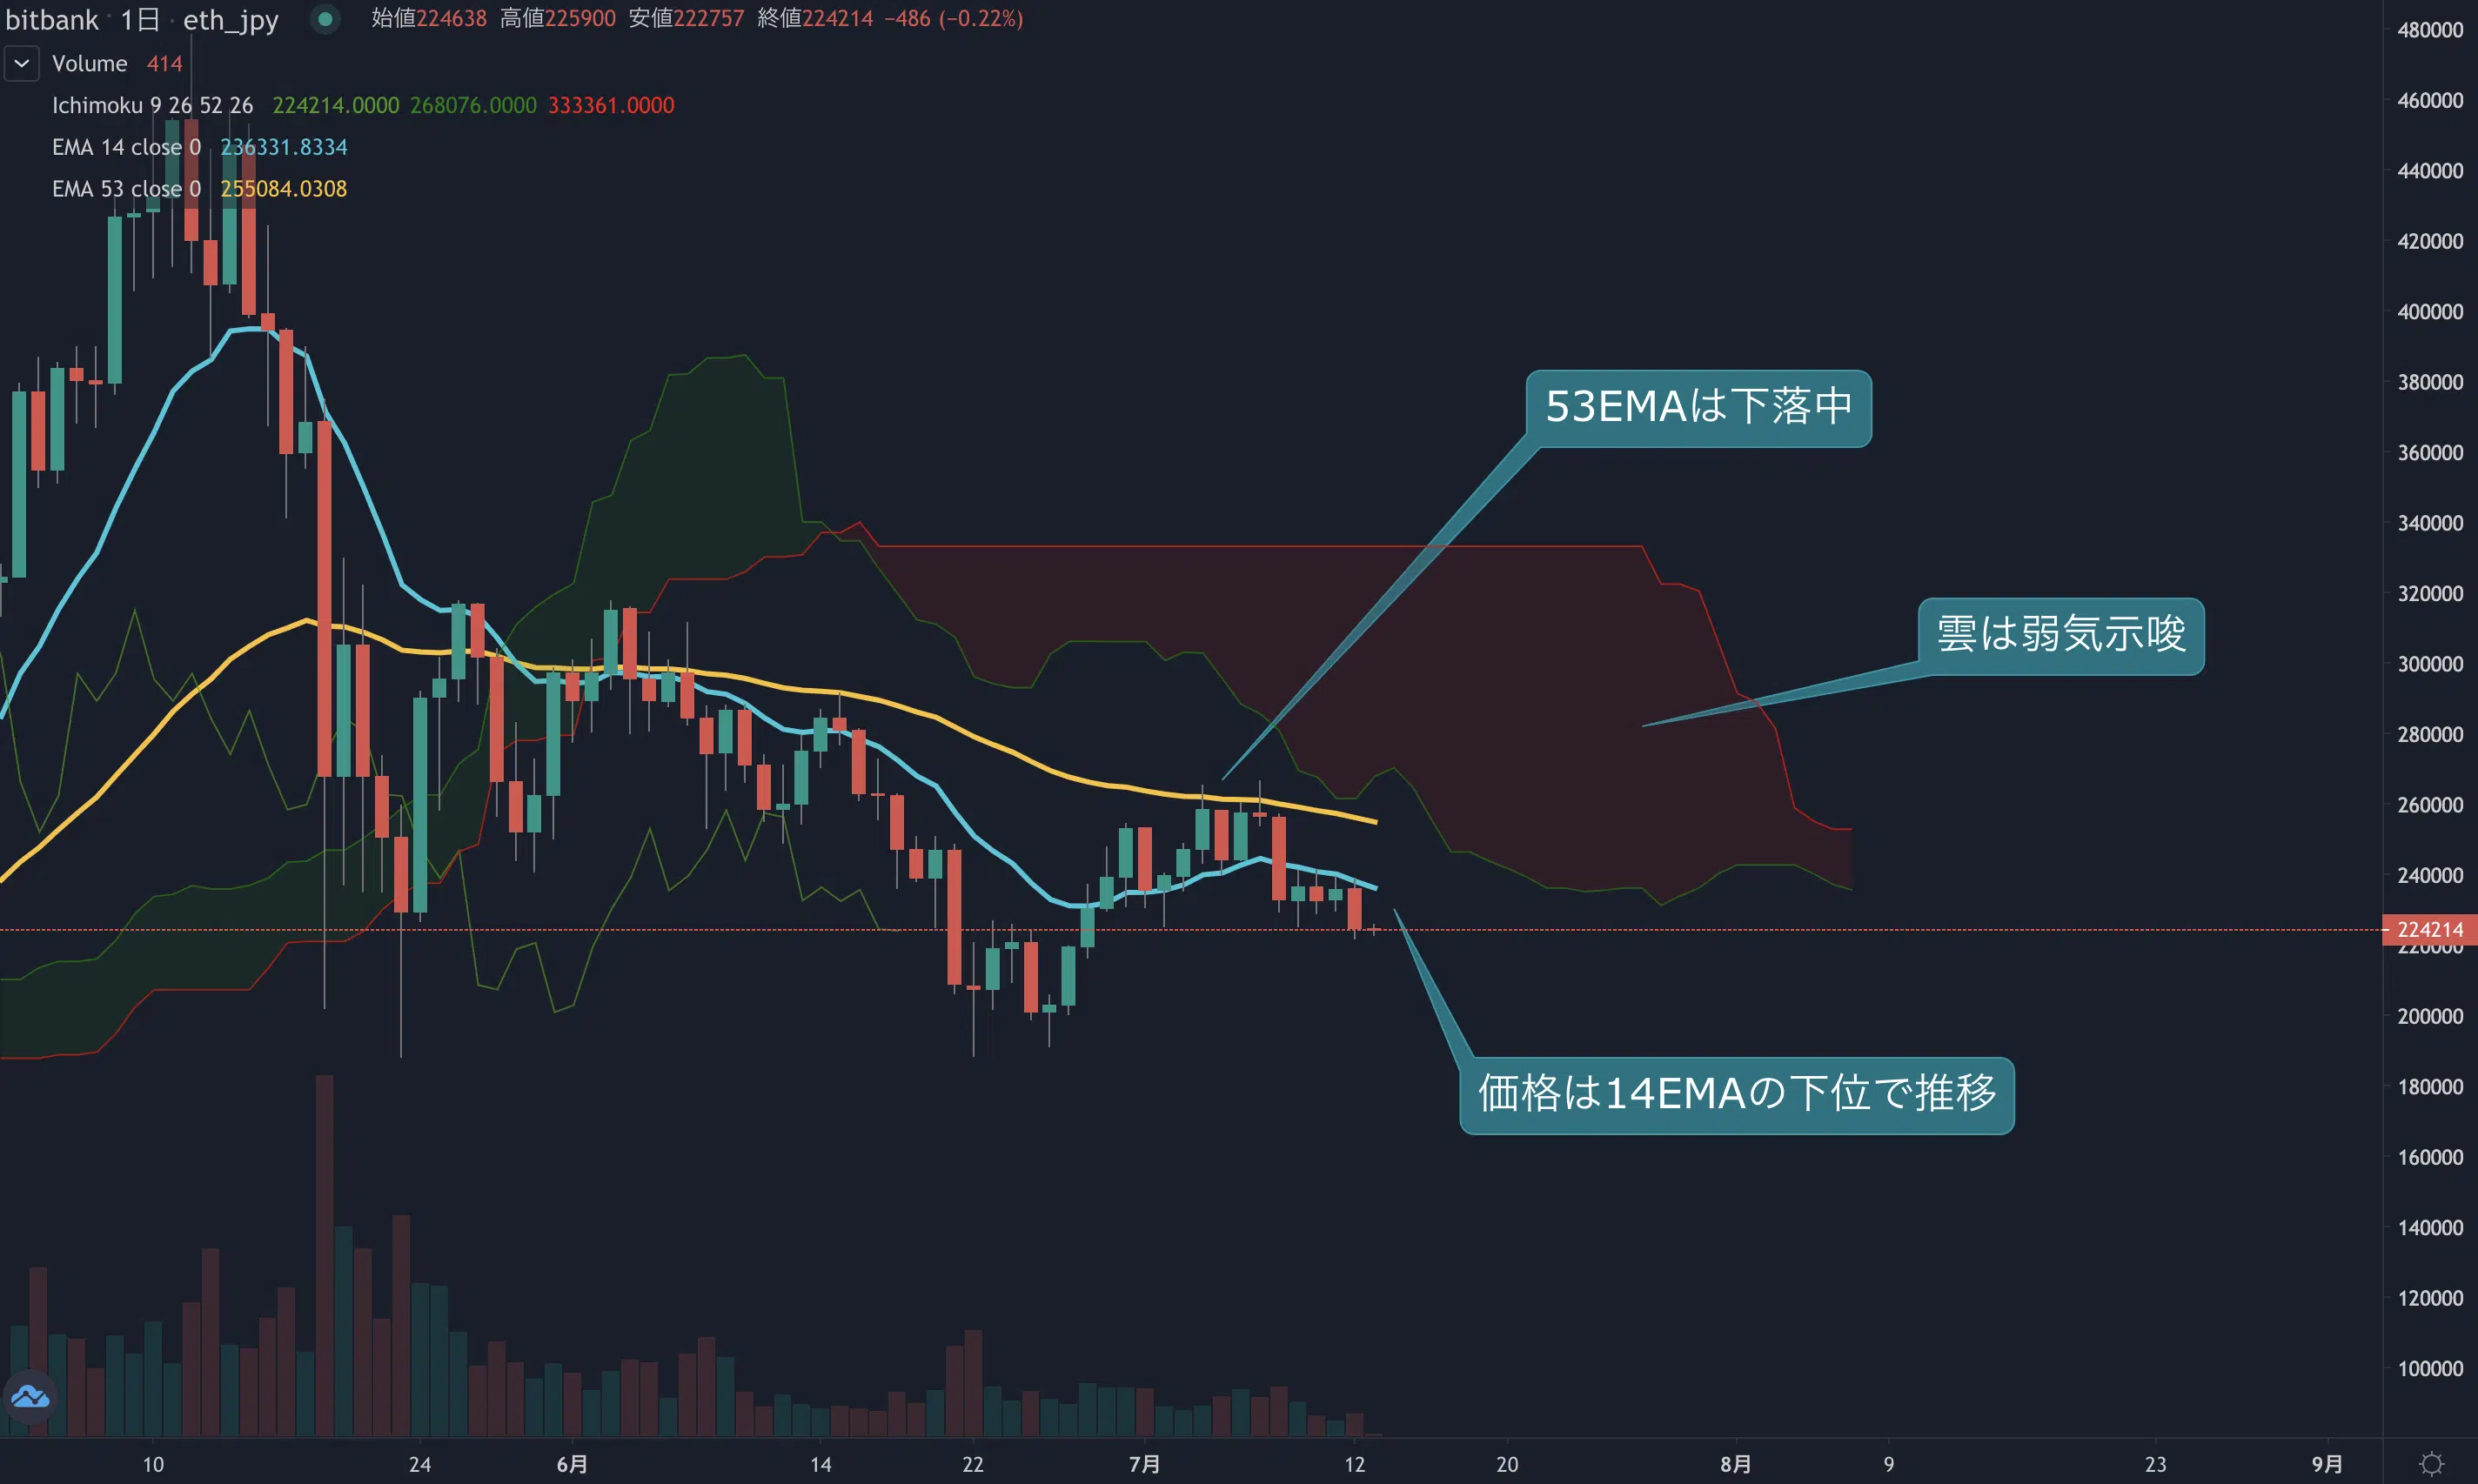 bitbank · 1日 · eth_jpy 始値224638 高値225900 安値222757 終値224214 −486 (−0.22%)
Volume 414
Ichimoku 9 26 52 26 224214.0000 268076.0000 333361.0000
EMA 14 close 0 236331.8334
EMA 53 close 0 255084.0308
53EMAは下落中
雲は弱気示唆
価格は14EMAの下位で推移
480000
460000
440000
420000
400000
380000
360000
340000
320000
300000
280000
260000
240000
224214
220000
200000
180000
160000
140000
120000
100000
10 24 6月 14 22 7月 12 20 8月 9 23 9月